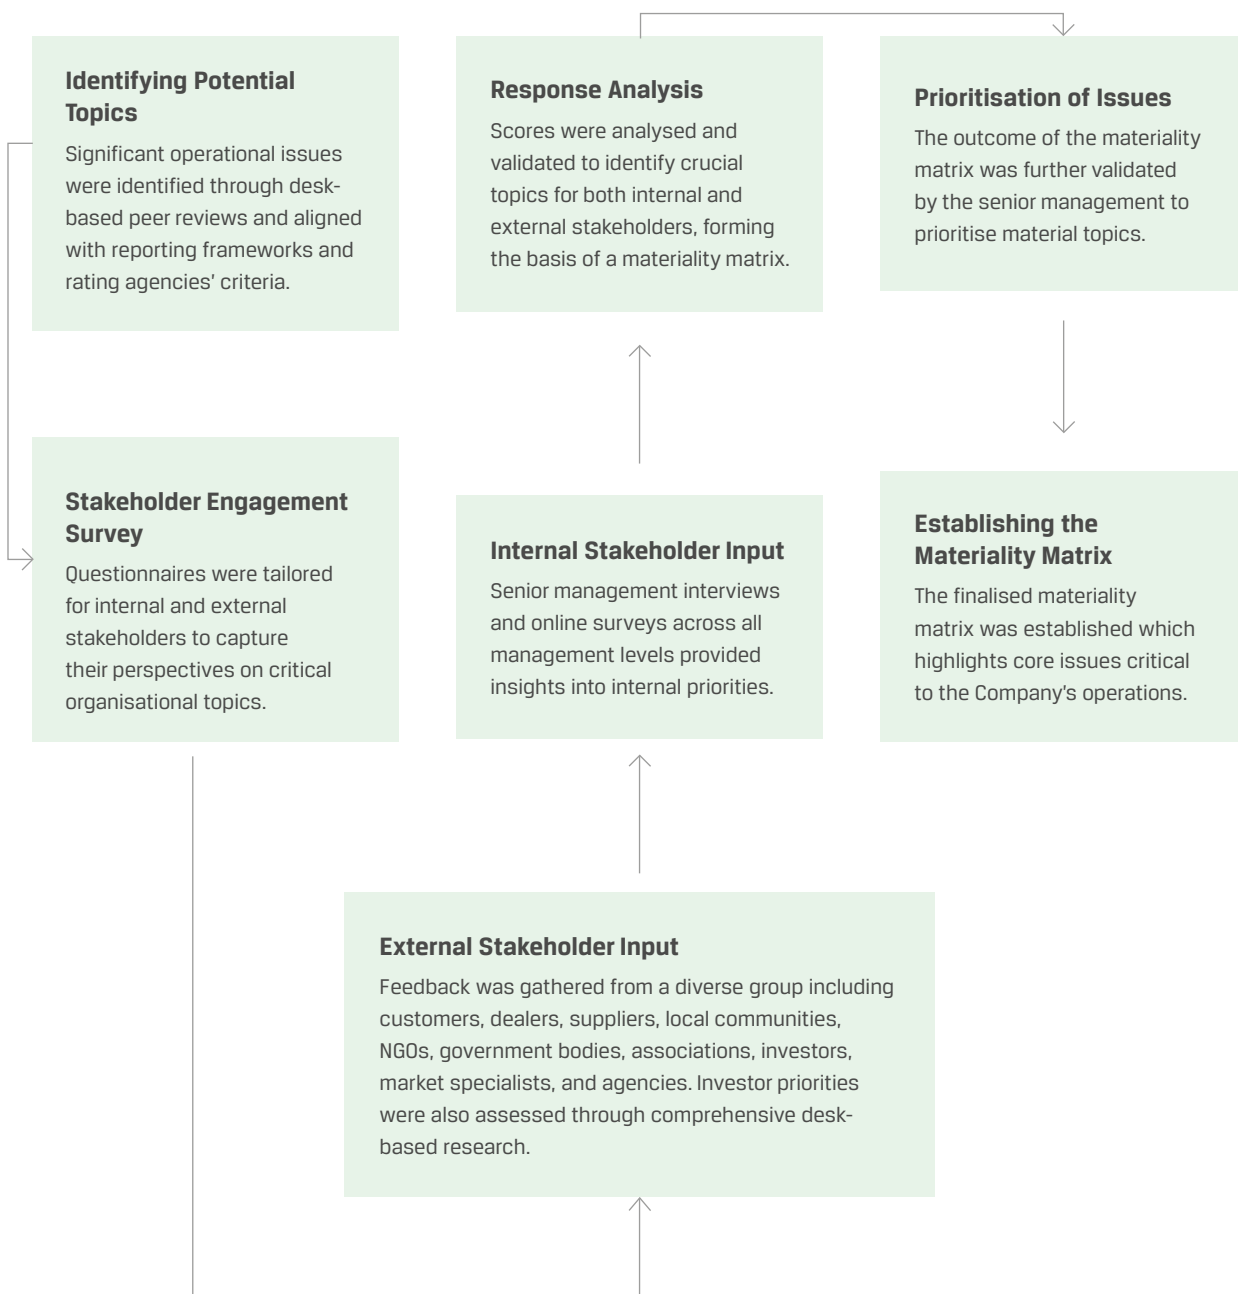 Identifying Potential
Topics
Significant operational issues
were identified through desk-
based peer reviews and aligned
with reporting frameworks and
rating agencies' criteria.
Stakeholder Engagement
Survey
Questionnaires were tailored
for internal and external
stakeholders to capture
their perspectives on critical
organisational topics.
External Stakeholder Input
Feedback was gathered from a diverse group including
customers, dealers, suppliers, local communities,
NGOs, government bodies, associations, investors,
market specialists, and agencies. Investor priorities
were also assessed through comprehensive desk-
based research.
Internal Stakeholder Input
Senior management interviews
and online surveys across all
management levels provided
insights into internal priorities.
Response Analysis
Scores were analysed and
validated to identify crucial
topics for both internal and
external stakeholders, forming
the basis of a materiality matrix.
Prioritisation of Issues
The outcome of the materiality
matrix was further validated
by the senior management to
prioritise material topics.
Establishing the
Materiality Matrix
The finalised materiality
matrix was established which
highlights core issues critical
to the Company's operations.